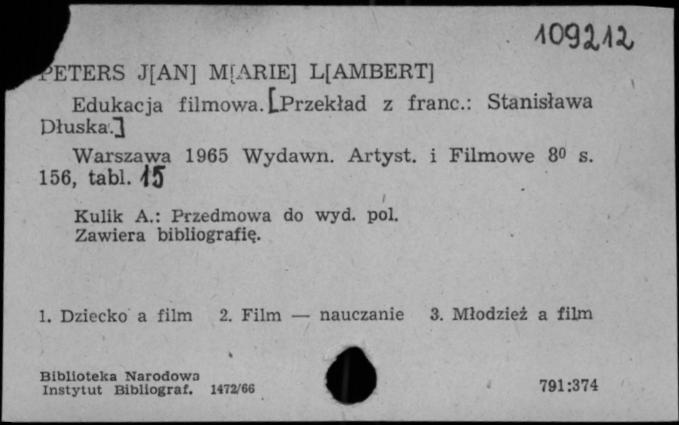 109212
PETERS J[AN] M[ARIE] L[AMBERT]
Edukacja filmowa. [Przekład z franc.: Stanisława
Dłuska.]
Warszawa 1965 Wydawn. Artyst. i Filmowe 8⁰ s.
156, tabl. 15
Kulik A.: Przedmowa do wyd. pol.
Zawiera bibliografię.
1. Dziecko a film 2. Film — nauczanie 3. Młodzież a film
Biblioteka Narodowa
Instytut Bibliograf. 1472/66
791:374